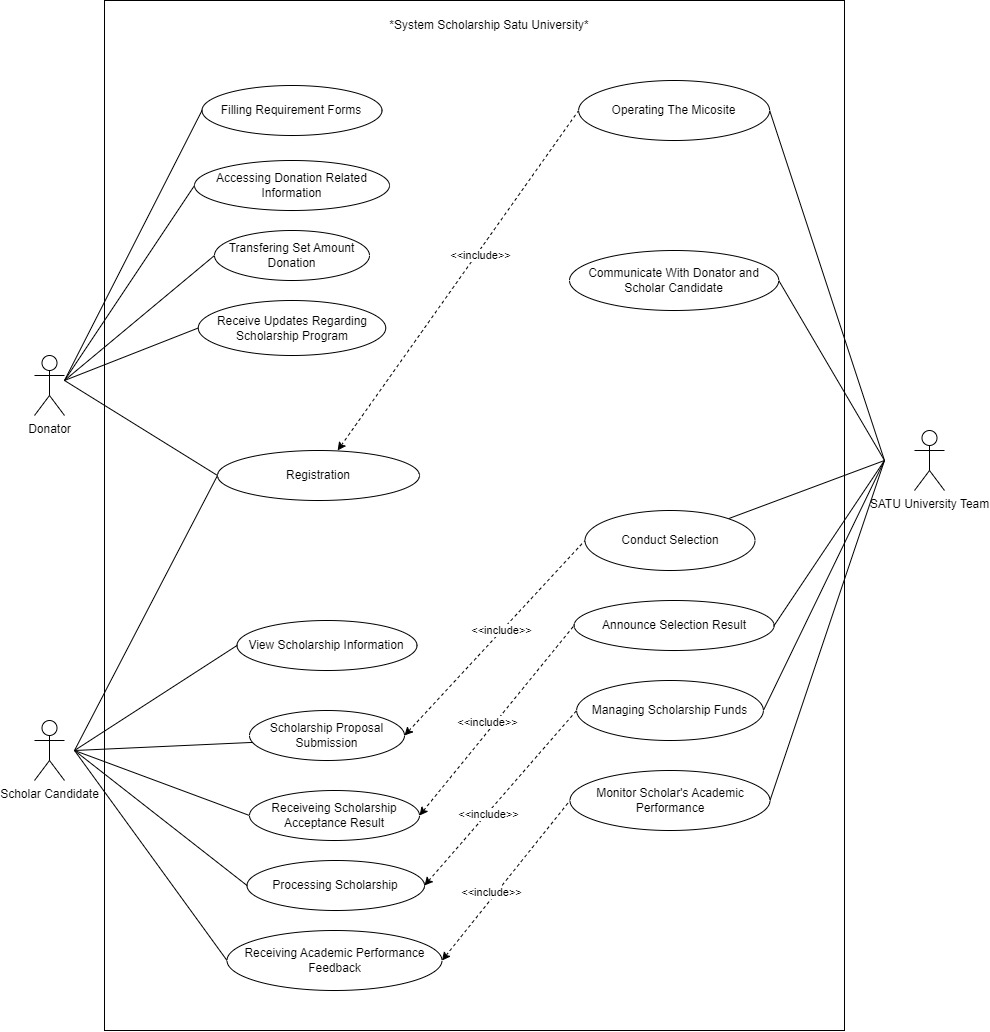 *System Scholarship Satu University*
Filling Requirement Forms
Operating The Micosite
Accessing Donation Related
Information
Transfering Set Amount
Donation
<<include>>
Communicate With Donator and
Scholar Candidate
Receive Updates Regarding
Scholarship Program
Donator
Registration
SATU University Team
Conduct Selection
<<include>>
Announce Selection Result
View Scholarship Information
Managing Scholarship Funds
<<include>>
Scholarship Proposal
Submission
Scholar Candidate
Monitor Scholar's Academic
Performance
Receiveing Scholarship
Acceptance Result
<<include>>
Processing Scholarship
<<include>>
Receiving Academic Performance
Feedback